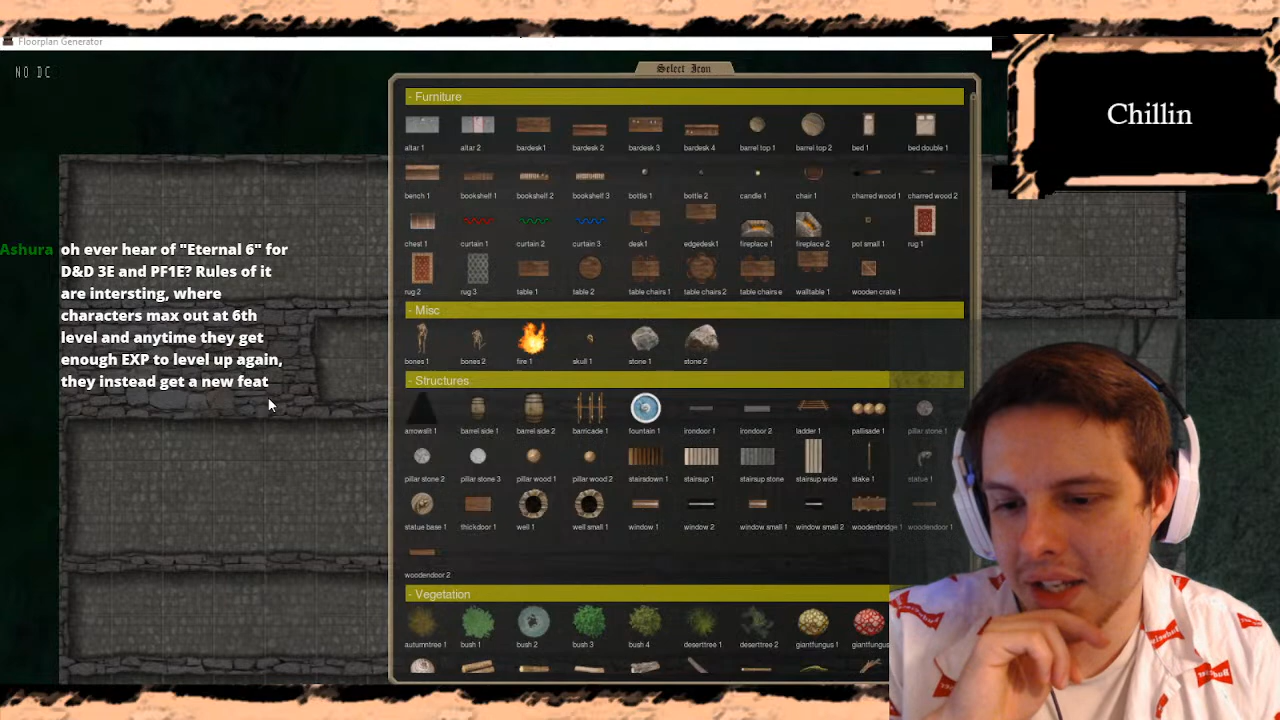 Floorplan Generator
NO DC
Select Icon
Chillin
- Furniture
altar 1 altar 2 bardesk1 bardesk 2 bardesk 3 bardesk 4 barrel top 1 barrel top 2 bed 1 bed double 1
bench 1 bookshelf 1 bookshelf 2 bookshelf 3 bottle 1 bottle 2 candle 1 chair 1 charred wood 1 charred wood 2
chest 1 curtain 1 curtain 2 curtain 3 desk1 edgedesk1 fireplace 1 fireplace 2 pot small 1 rug 1
rug 2 rug 3 table 1 table 2 table chairs 1 table chairs 2 table chairs e walltable 1 wooden crate 1
Ashura oh ever hear of "Eternal 6" for
D&D 3E and PF1E? Rules of it
are intersting, where
characters max out at 6th
level and anytime they get
enough EXP to level up again,
they instead get a new feat
- Misc
bones 1 bones 2 fire 1 skull 1 stone 1 stone 2
- Structures
arrowslit 1 barrel side 1 barrel side 2 barricade 1 fountain 1 irondoor 1 irondoor 2 ladder 1 pallisade 1 pillar stone 1
pillar stone 2 pillar stone 3 pillar wood 1 pillar wood 2 stairsdown 1 stairsup 1 stairsup stone stairsup wide stake 1 statue 1
statue base 1 thickdoor 1 well 1 well small 1 window 1 window 2 window small 1 window small 2 woodenbridge 1 woodendoor 1
woodendoor 2
- Vegetation
autumntree 1 bush 1 bush 2 bush 3 bush 4 deserttree 1 deserttree 2 giantfungus 1 giantfungus